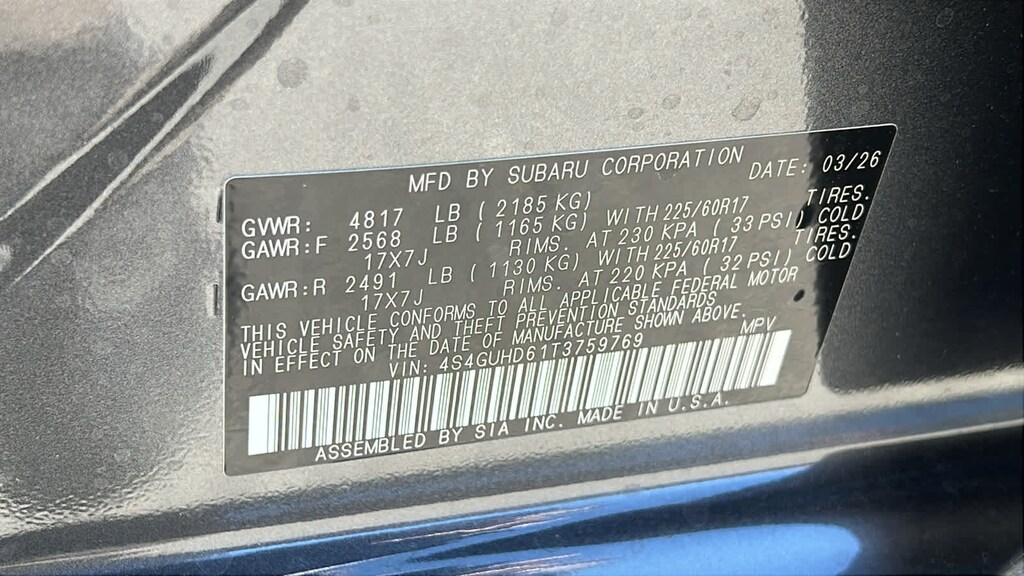 MFD BY SUBARU CORPORATION DATE: 03/26
GVWR: 4817 LB ( 2185 KG)
GAWR:F 2568 LB ( 1165 KG) WITH 225/60R17 TIRES.
17X7J RIMS. AT 230 KPA ( 33 PSI) COLD
GAWR:R 2491 LB ( 1130 KG) WITH 225/60R17 TIRES.
17X7J RIMS. AT 220 KPA ( 32 PSI) COLD
THIS VEHICLE CONFORMS TO ALL APPLICABLE FEDERAL MOTOR
VEHICLE SAFETY AND THEFT PREVENTION STANDARDS
IN EFFECT ON THE DATE OF MANUFACTURE SHOWN ABOVE.
VIN: 4S4GUHD61T3759769 MPV
ASSEMBLED BY SIA INC. MADE IN U.S.A.